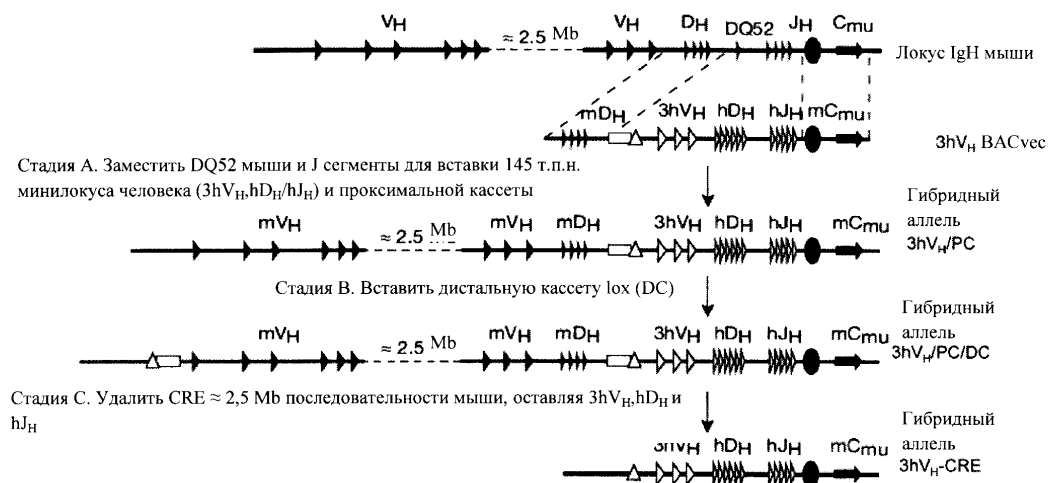 VH VH DH DQ52 JH Cmu
≈ 2.5 Mb
Локус IgH мыши
mDH 3hVH hDH hJH mCmu
3hVH BACvec
Стадия А. Заместить DQ52 мыши и J сегменты для вставки 145 т.п.н.
минилокуса человека (3hVH,hDH/hJH) и проксимальной кассеты
Гибридный
аллель
3hVH/PC
mVH mVH mDH 3hVH hDH hJH mCmu
≈ 2.5 Mb
Стадия В. Вставить дистальную кассету lox (DC)
Гибридный
аллель
3hVH/PC/DC
mVH mVH mDH 3hVH hDH hJH mCmu
≈ 2.5 Mb
Стадия С. Удалить CRE ≈ 2,5 Mb последовательности мыши, оставляя 3hVH,hDH и
hJH
Гибридный
аллель
3hVH-CRE
3hVH hDH hJH mCmu